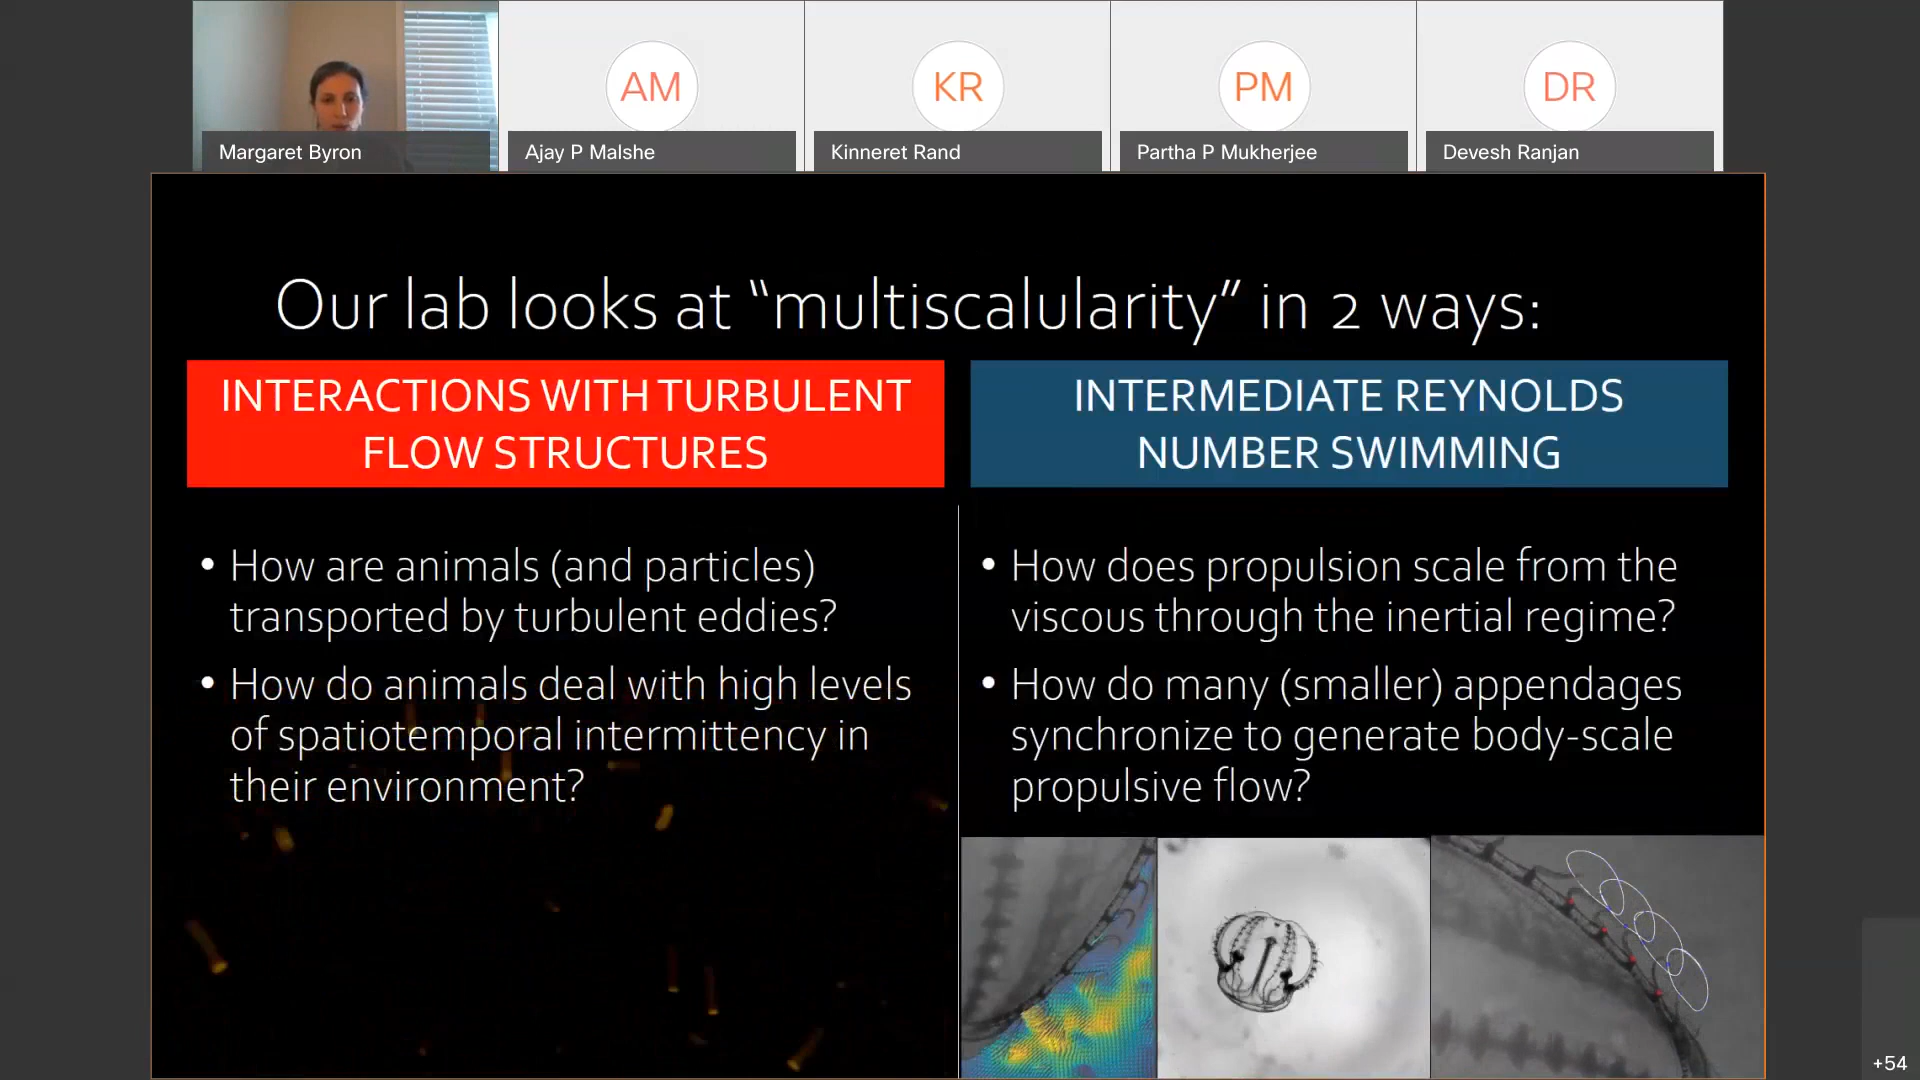 AM
KR
PM
DR
Margaret Byron
Ajay P Malshe
Kinneret Rand
Partha P Mukherjee
Devesh Ranjan
Our lab looks at “multiscalularity” in 2 ways:
INTERACTIONS WITH TURBULENT
FLOW STRUCTURES
• How are animals (and particles)
transported by turbulent eddies?
• How do animals deal with high levels
of spatiotemporal intermittency in
their environment?
INTERMEDIATE REYNOLDS
NUMBER SWIMMING
• How does propulsion scale from the
viscous through the inertial regime?
• How do many (smaller) appendages
synchronize to generate body-scale
propulsive flow?
+54